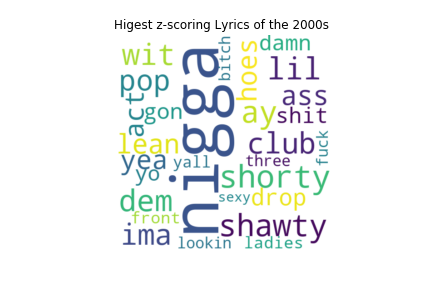 Higest z-scoring Lyrics of the 2000s
wit
nigga
bitch
hoes
damn
pop
lil
act
gon
ay
ass
shit
lean
club
fuck
yea
yall
three
yo
shorty
dem
sexy
drop
front
shawty
ima
lookin
ladies